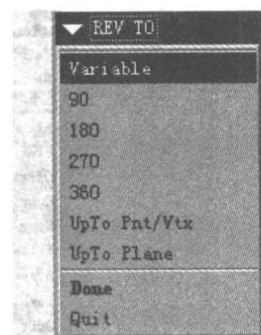 REV TO
Variable
90
180
270
360
UpTo Pnt/Vtx
UpTo Plane
Done
Quit